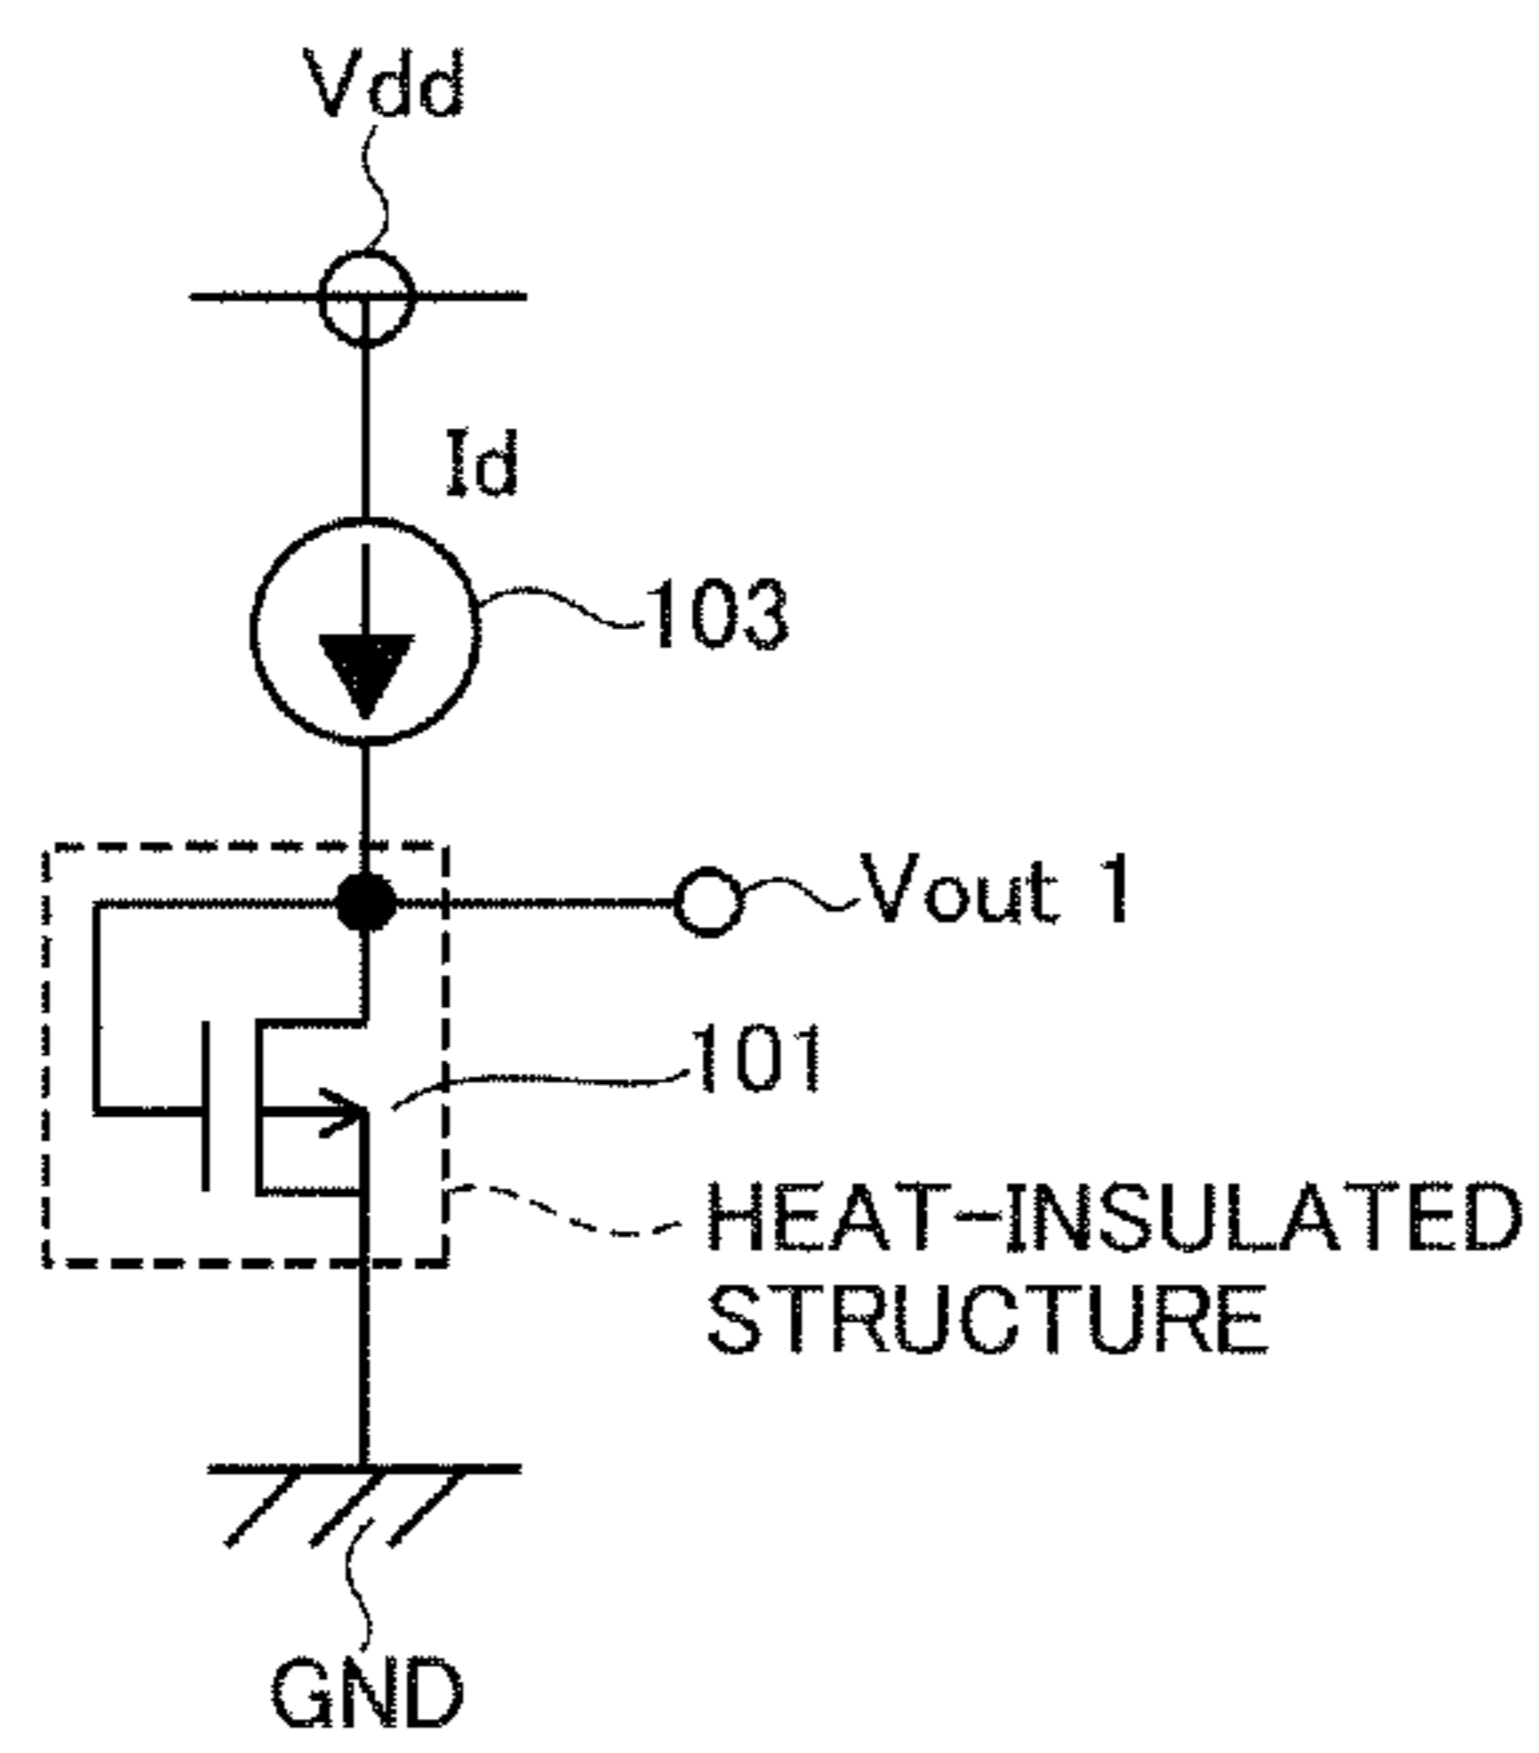 Vdd
Id
103
Vout 1
101
HEAT-INSULATED
STRUCTURE
GND